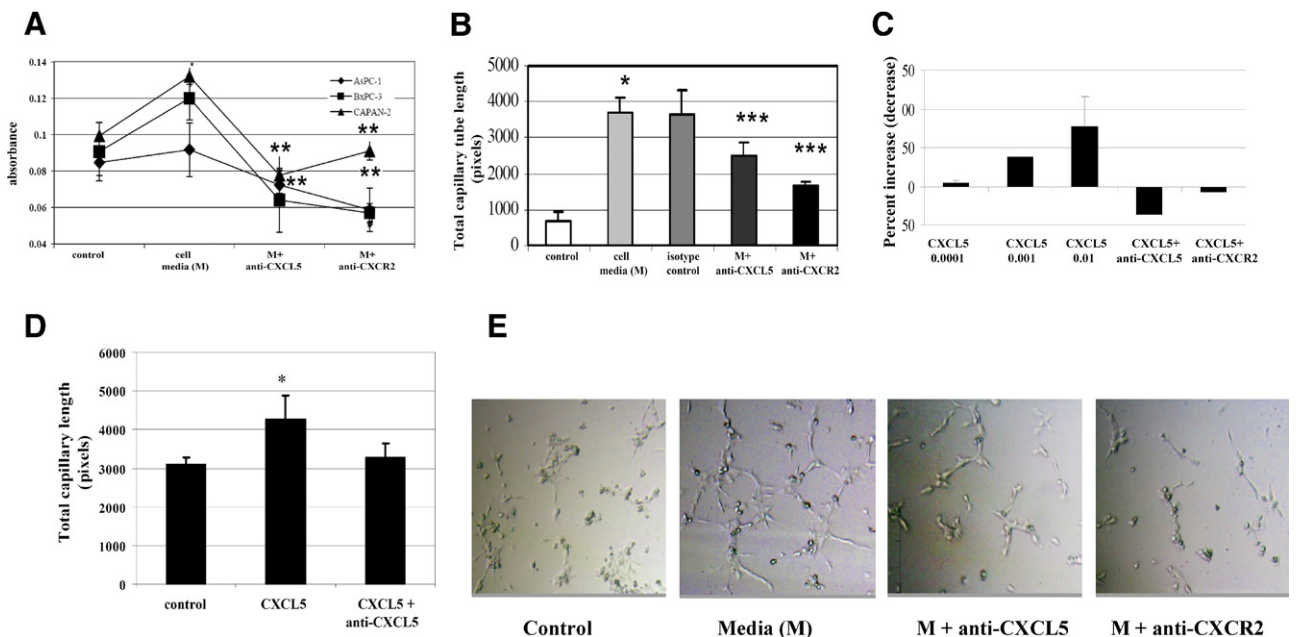 A
0.14
0.12
0.1
0.08
0.06
0.04
absorbance
*
AsPC-1
BxPC-3
CAPAN-2
**
**
**
**
#
control
cell
media (M)
M+
anti-CXCL5
M+
anti-CXCR2
B
Total capillary tube length
(pixels)
5000
4000
3000
2000
1000
0
*
***
***
control
cell
media (M)
isotype
control
M+
anti-CXCL5
M+
anti-CXCR2
C
Percent increase (decrease)
50
00
50
0
50
CXCL5
0.0001
CXCL5
0.001
CXCL5
0.01
CXCL5+
anti-CXCL5
CXCL5+
anti-CXCR2
D
Total capillary length
(pixels)
6000
5000
4000
3000
2000
1000
0
*
control
CXCL5
CXCL5 +
anti-CXCL5
E
Control
Media (M)
M + anti-CXCL5
M + anti-CXCR2